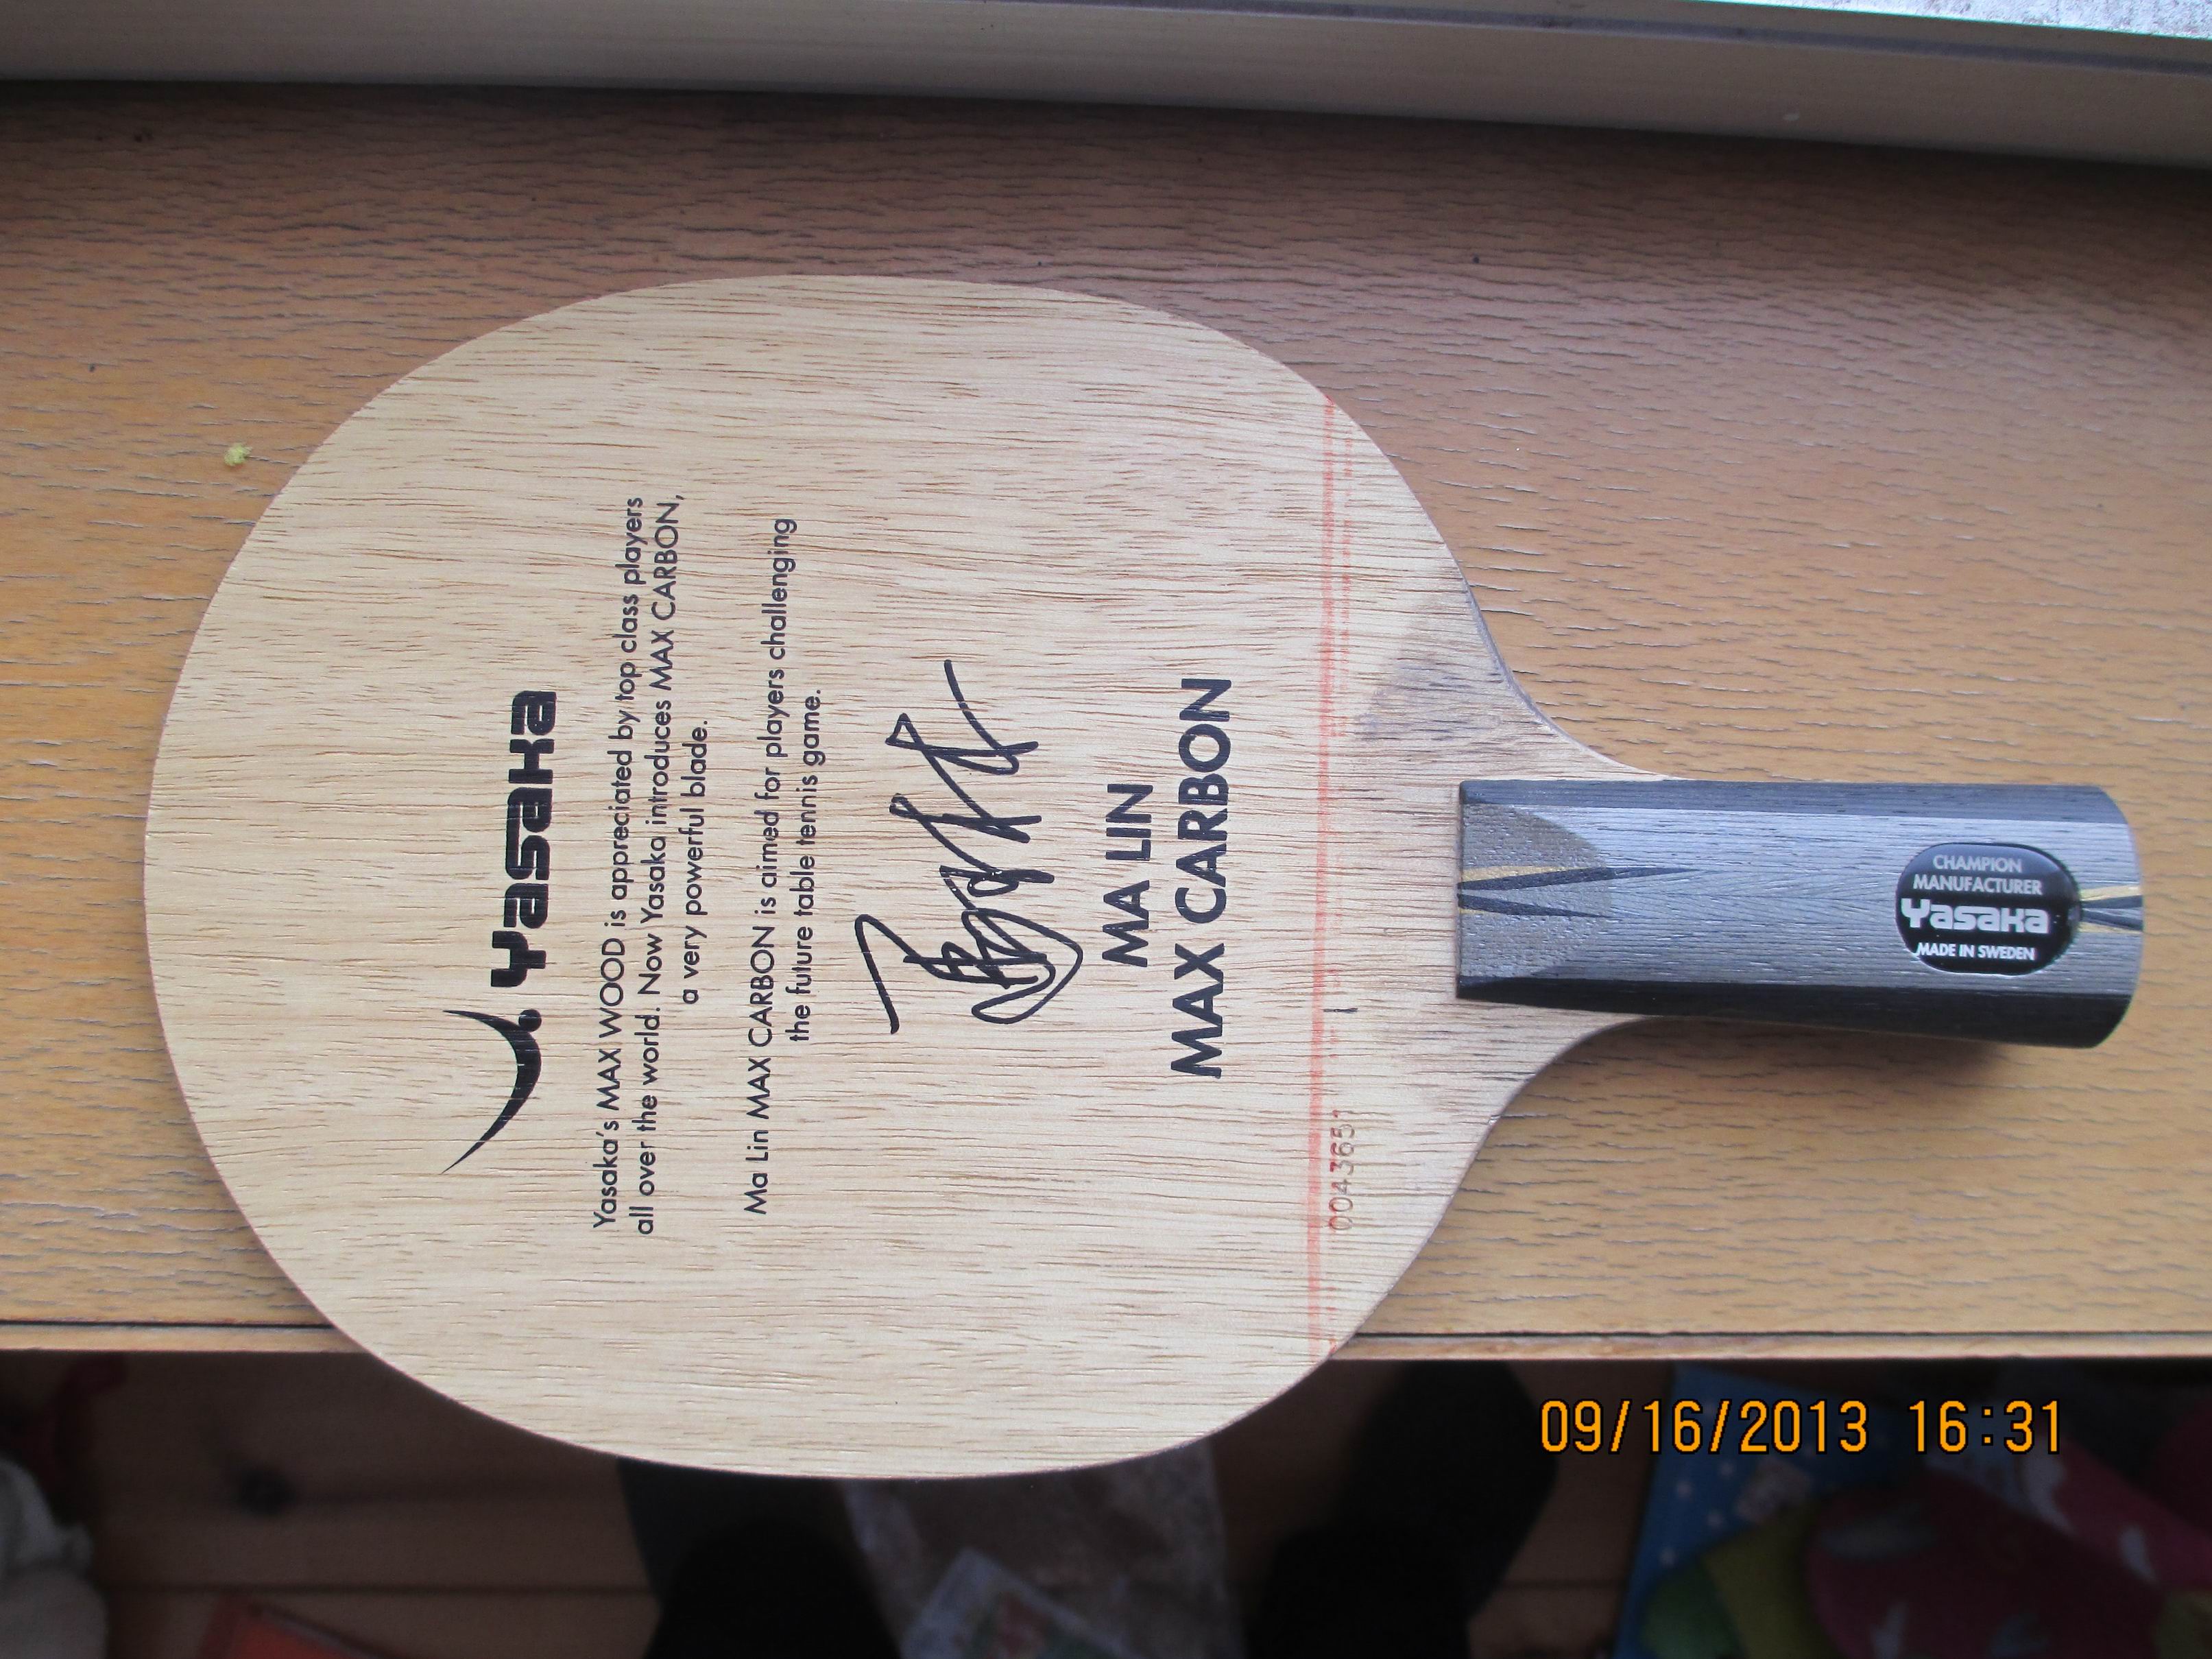 Yasaka
Yasaka's MAX WOOD is appreciated by top class players
all over the world. Now Yasaka introduces MAX CARBON,
a very powerful blade.
Ma Lin MAX CARBON is aimed for players challenging
the future table tennis game.
MA LIN
MAX CARBON
CHAMPION
MANUFACTURER
Yasaka
MADE IN SWEDEN
09/16/2013 16:31